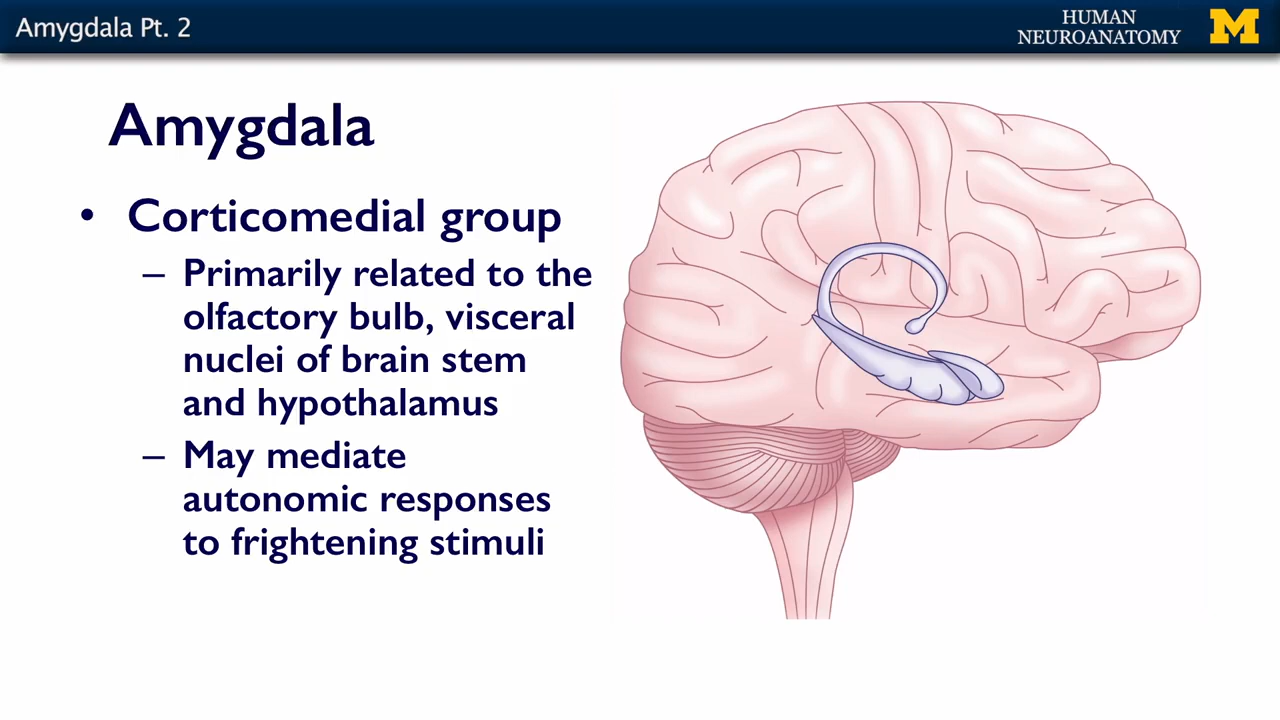 Amygdala Pt. 2
HUMAN
NEUROANATOMY
M
Amygdala
• Corticomedial group
– Primarily related to the
olfactory bulb, visceral
nuclei of brain stem
and hypothalamus
– May mediate
autonomic responses
to frightening stimuli